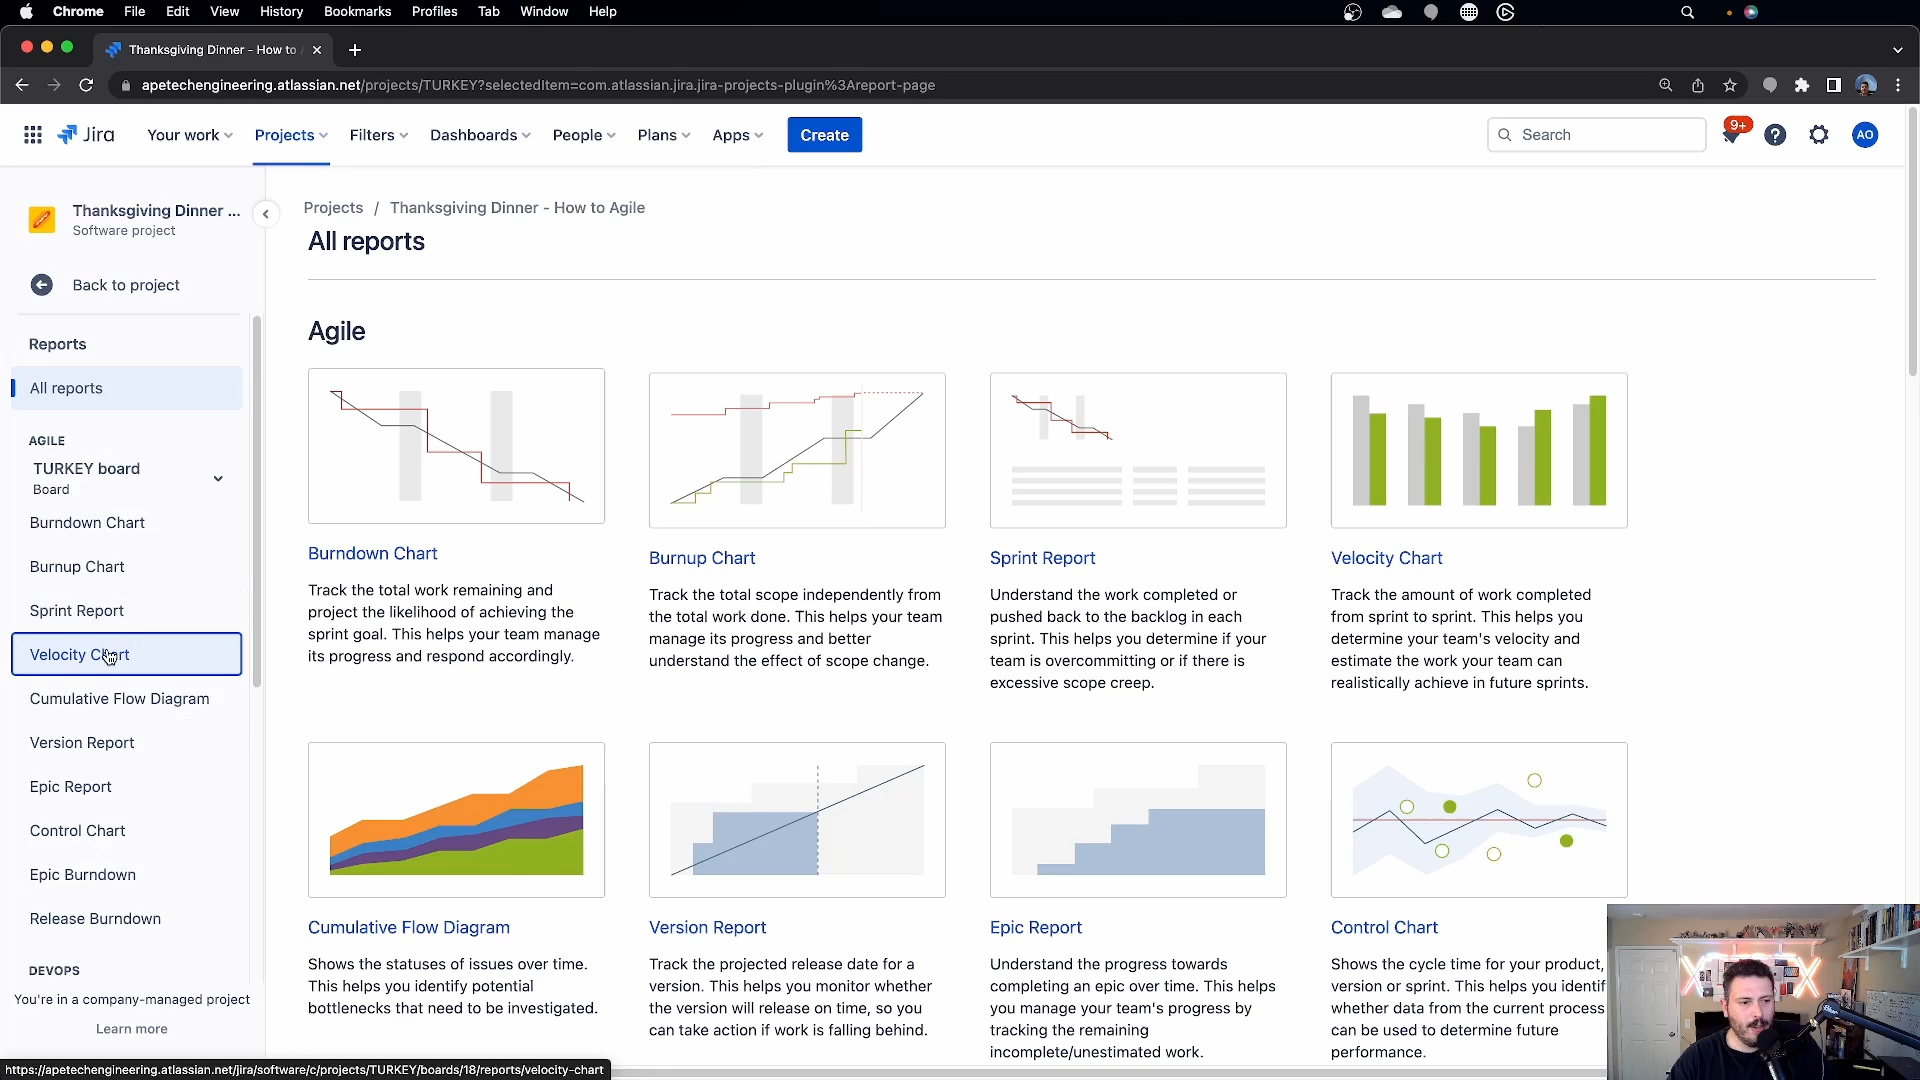 Chrome File Edit View History Bookmarks Profiles Tab Window Help
Thanksgiving Dinner - How to A
apetechengineering.atlassian.net/projects/TURKEY?selectedItem=com.atlassian.jira.jira-projects-plugin%3Areport-page
Jira Your work Projects Filters Dashboards People Plans Apps Create Search 9+ AO
Thanksgiving Dinner ...
Software project
Back to project
Reports
All reports
AGILE
TURKEY board
Board
Burndown Chart
Burnup Chart
Sprint Report
Velocity Chart
Cumulative Flow Diagram
Version Report
Epic Report
Control Chart
Epic Burndown
Release Burndown
DEVOPS
You're in a company-managed project
Learn more
Projects / Thanksgiving Dinner - How to Agile
All reports
Agile
Burndown Chart
Track the total work remaining and
project the likelihood of achieving the
sprint goal. This helps your team manage
its progress and respond accordingly.
Burnup Chart
Track the total scope independently from
the total work done. This helps your team
manage its progress and better
understand the effect of scope change.
Sprint Report
Understand the work completed or
pushed back to the backlog in each
sprint. This helps you determine if your
team is overcommitting or if there is
excessive scope creep.
Velocity Chart
Track the amount of work completed
from sprint to sprint. This helps you
determine your team's velocity and
estimate the work your team can
realistically achieve in future sprints.
Cumulative Flow Diagram
Shows the statuses of issues over time.
This helps you identify potential
bottlenecks that need to be investigated.
Version Report
Track the projected release date for a
version. This helps you monitor whether
the version will release on time, so you
can take action if work is falling behind.
Epic Report
Understand the progress towards
completing an epic over time. This helps
you manage your team's progress by
tracking the remaining
incomplete/unestimated work.
Control Chart
Shows the cycle time for your product,
version or sprint. This helps you identif
whether data from the current process
can be used to determine future
performance.
https://apetechengineering.atlassian.net/jira/software/c/projects/TURKEY/boards/18/reports/velocity-chart